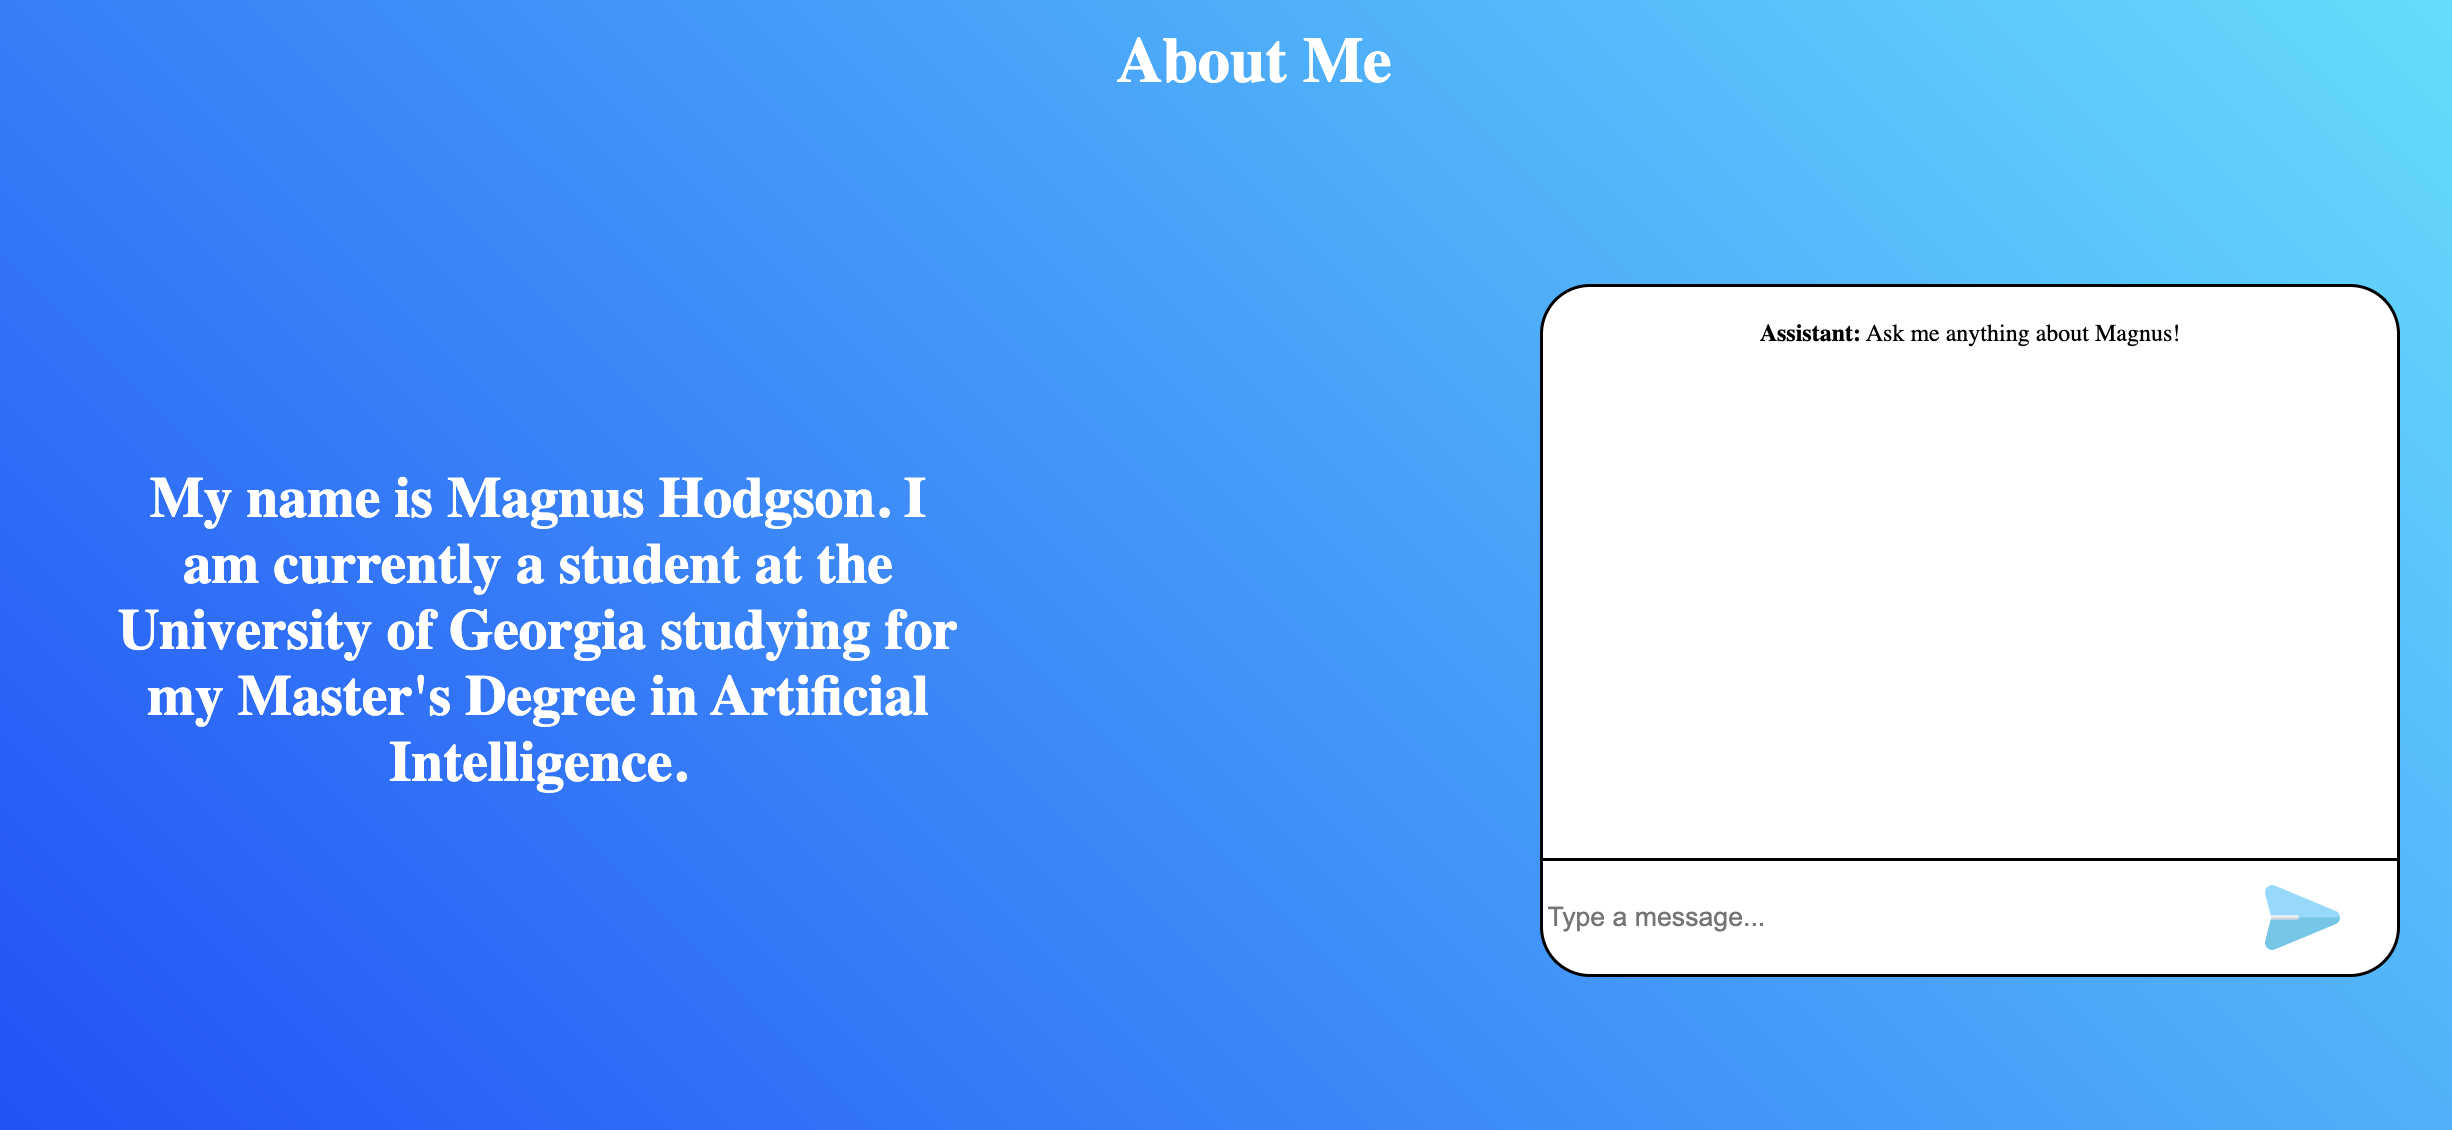 About Me
My name is Magnus Hodgson. I
am currently a student at the
University of Georgia studying for
my Master's Degree in Artificial
Intelligence.
Assistant: Ask me anything about Magnus!
Type a message...